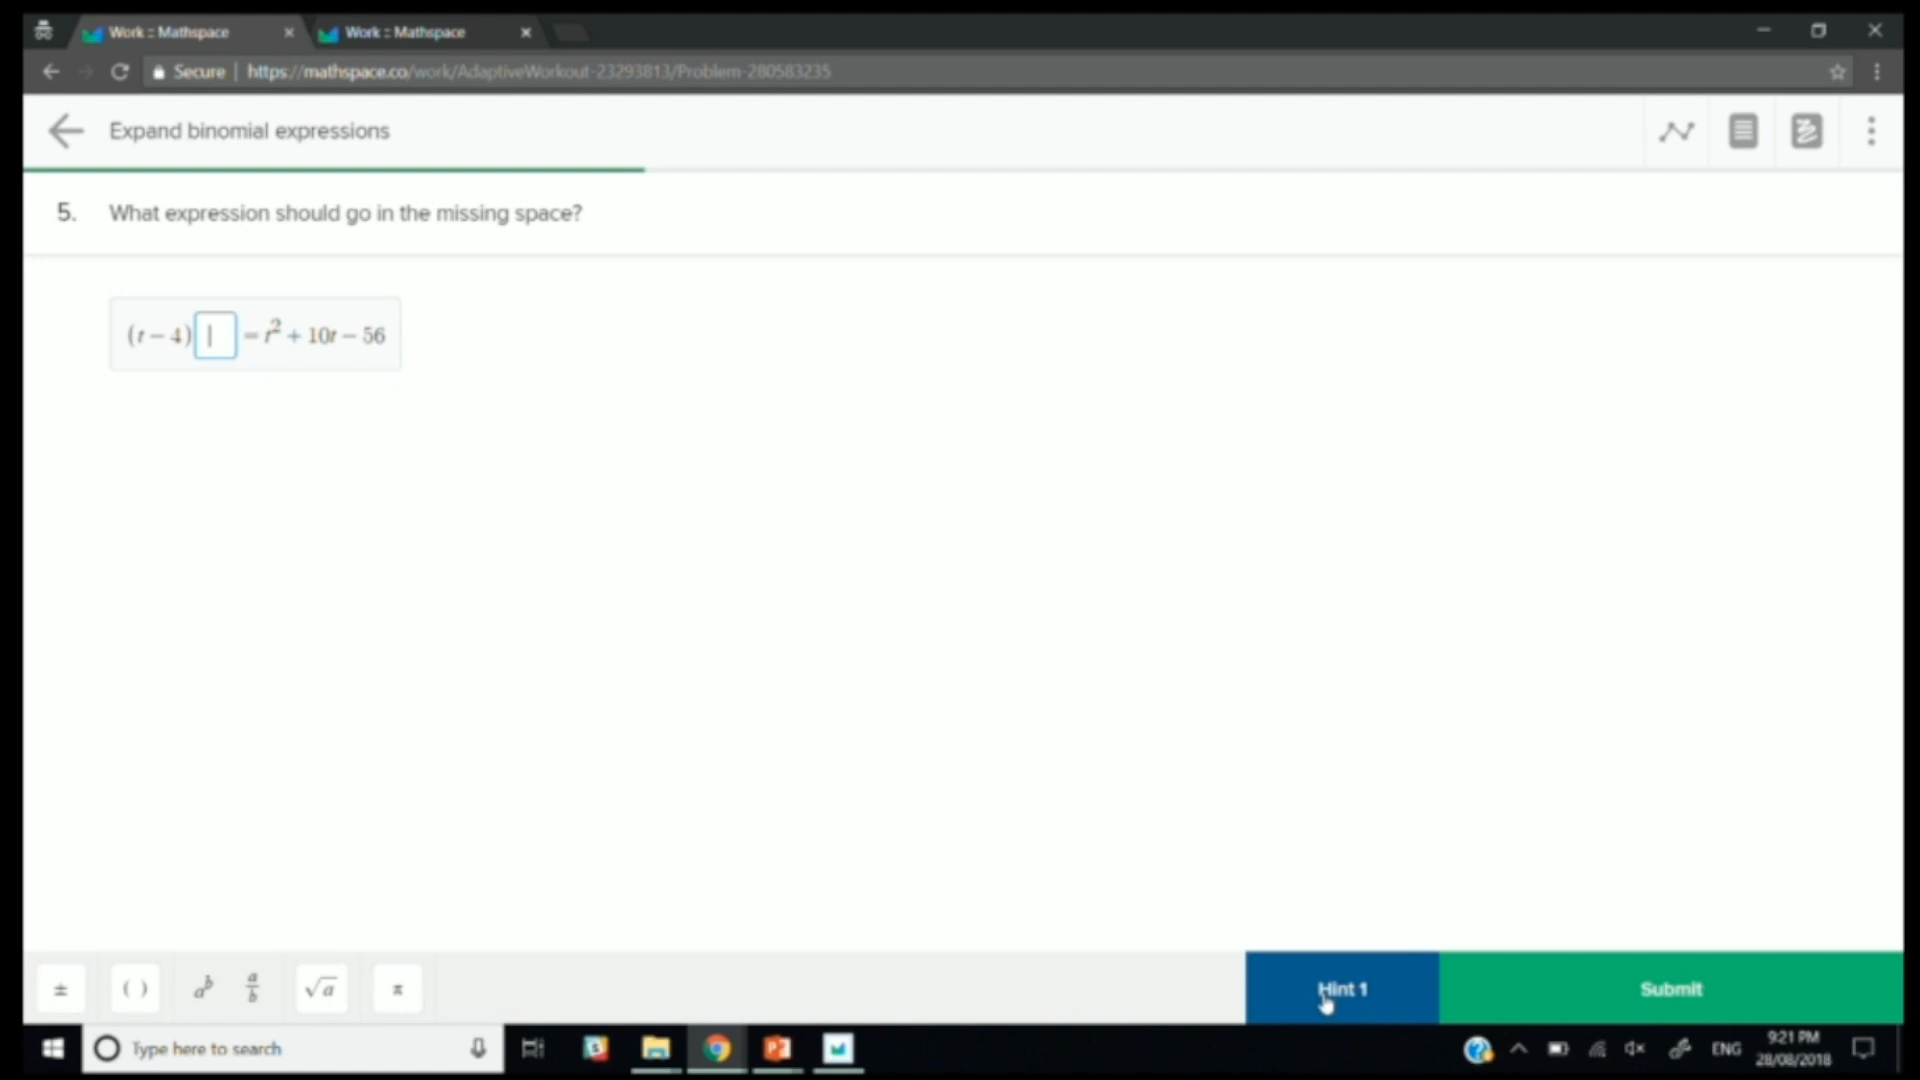 Work :: Mathspace
Work :: Mathspace
Secure | https://mathspace.co/work/AdaptiveWorkout-23293813/Problem-280583235
Expand binomial expressions
5. What expression should go in the missing space?
(t − 4) = t² + 10t − 56
± ( ) a^b a/b √a π
Hint 1
Submit
Type here to search
ENG
9:21 PM
28/08/2018